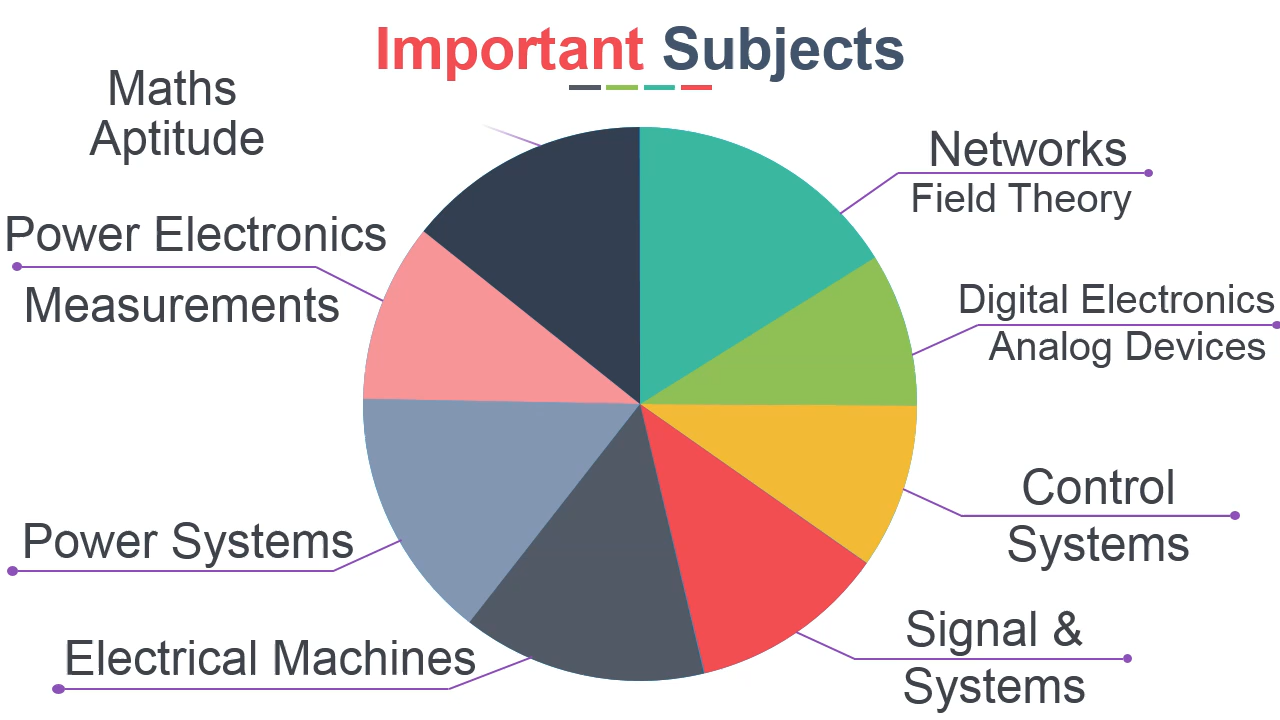 Important Subjects
Maths
Aptitude
Networks
Field Theory
Power Electronics
Measurements
Digital Electronics
Analog Devices
Control
Systems
Power Systems
Signal &
Systems
Electrical Machines